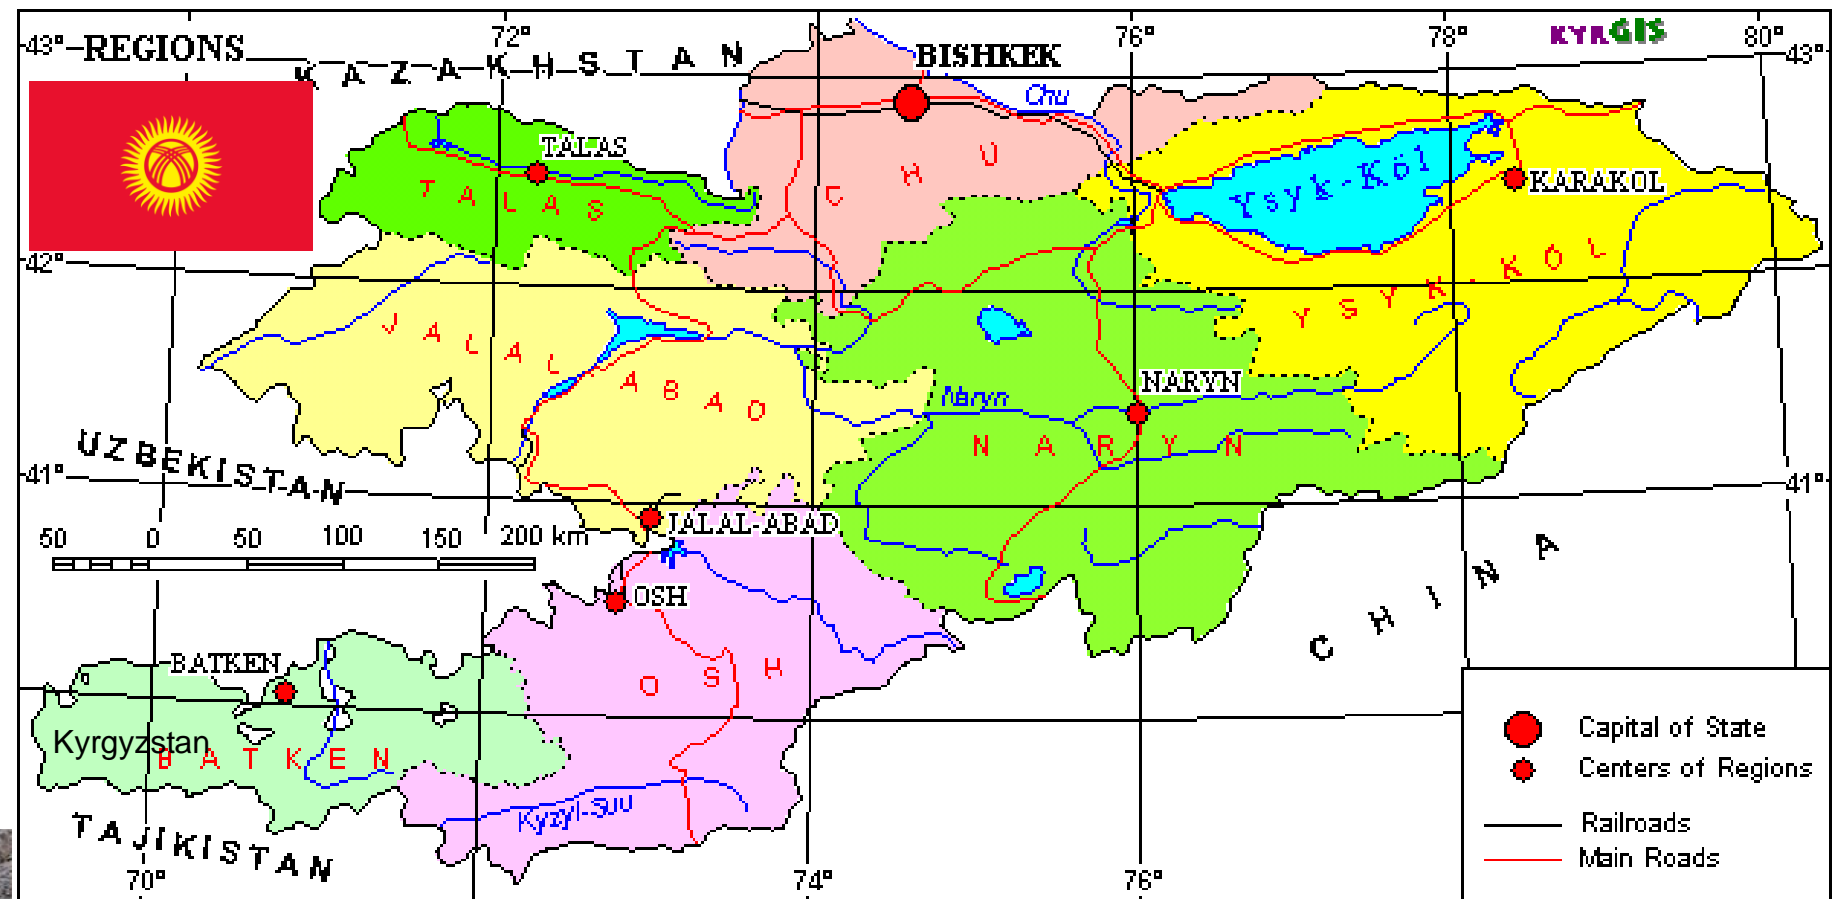 72°
76°
78°
80°
43°
REGIONS
KAZAKHSTAN
BISHKEK
KYRGIS
43°
Chu
TALAS
CHU
Ysyk-Köl
KARAKOL
TALAS
42°
YSYK-KÖL
JALAL ABAD
NARYN
Naryn
NARYN
UZBEKISTAN
41°
41°
JALAL-ABAD
50 0 50 100 150 200 km
CHINA
OSH
BATKEN
OSH
Kyrgyzstan
BATKEN
Kyzyl-Suu
TAJIKISTAN
70°
74°
76°
Capital of State
Centers of Regions
Railroads
Main Roads